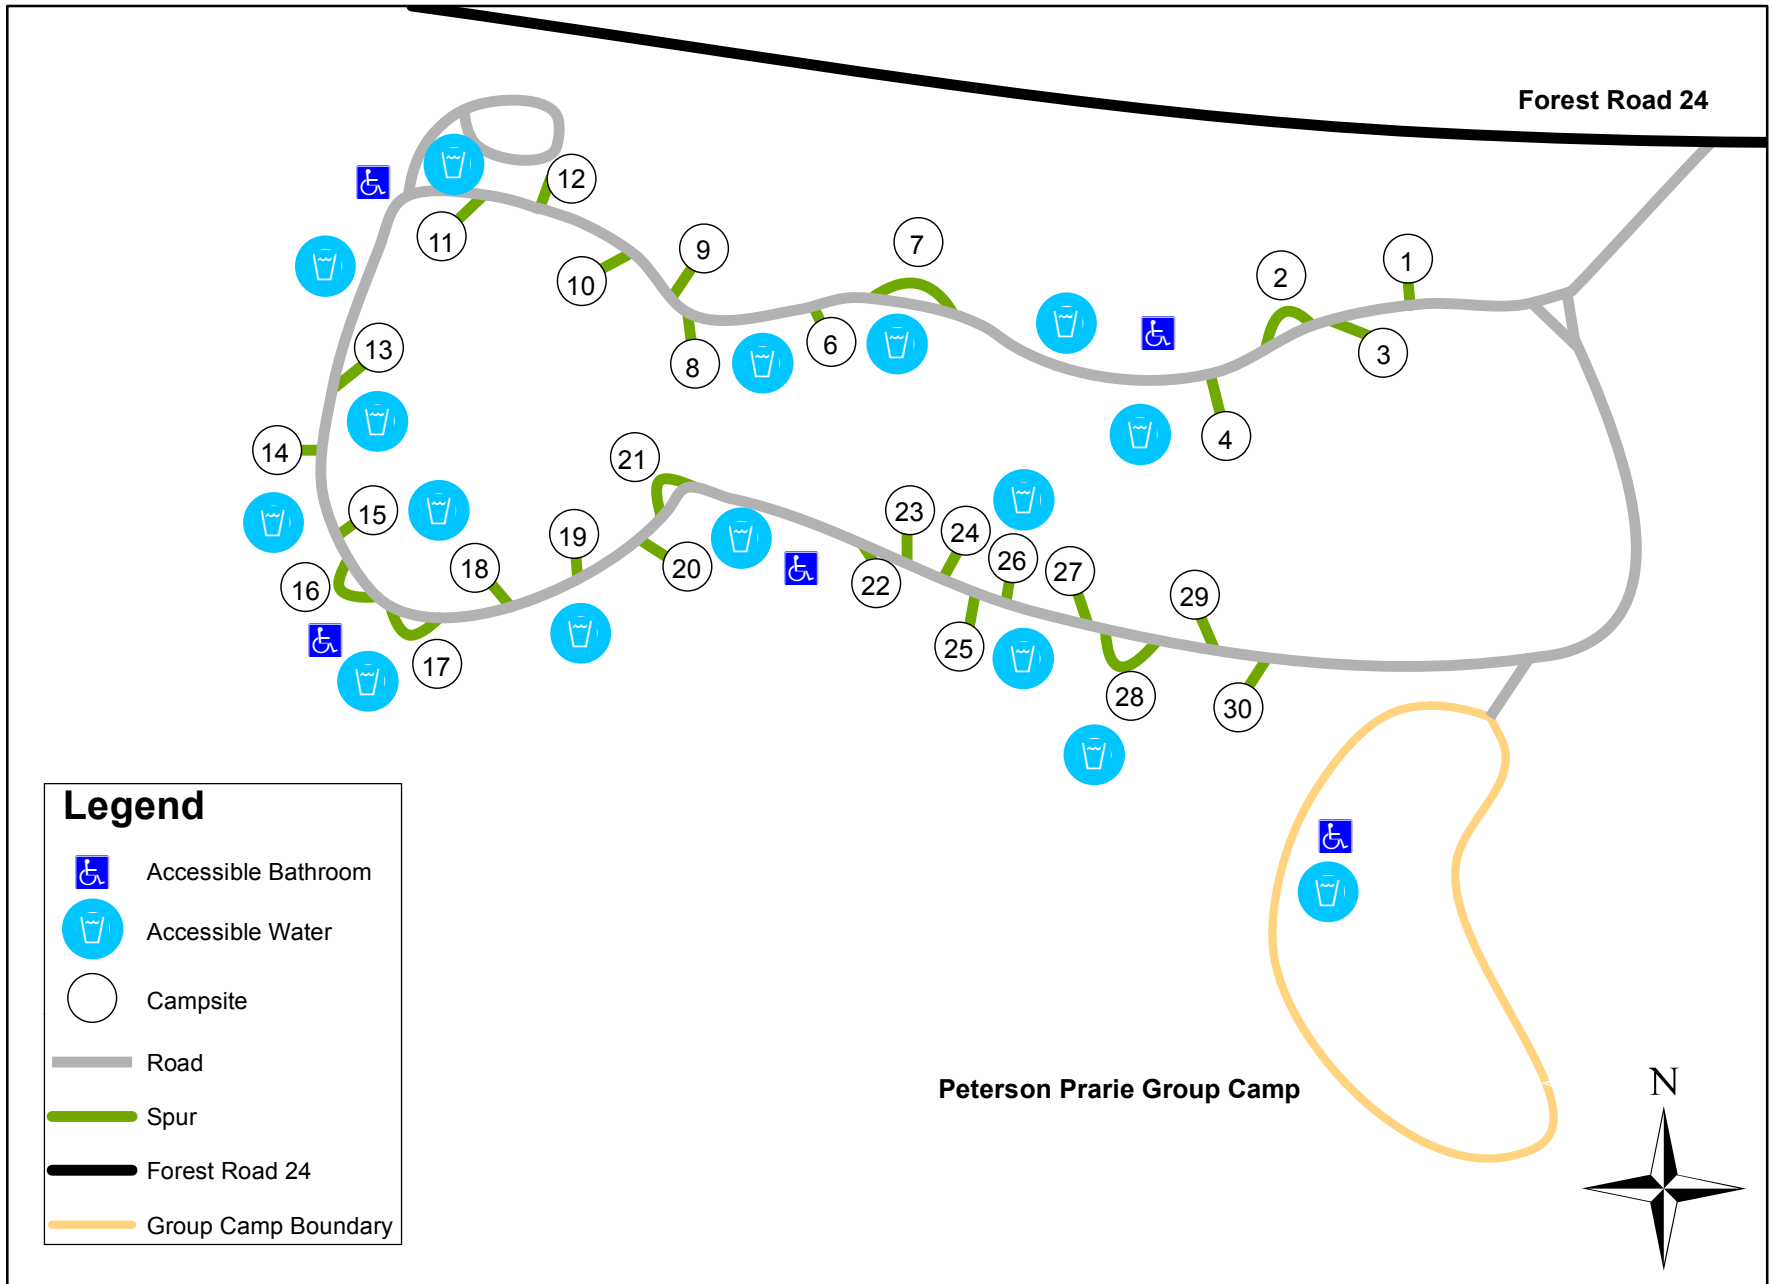 Forest Road 24
12
11
9
7
1
2
10
13
8
6
3
14
4
21
15
23
24
19
16
18
20
22
26
27
29
25
17
28
30
Legend
Accessible Bathroom
Accessible Water
Campsite
Road
Spur
Forest Road 24
Group Camp Boundary
Peterson Prarie Group Camp
N